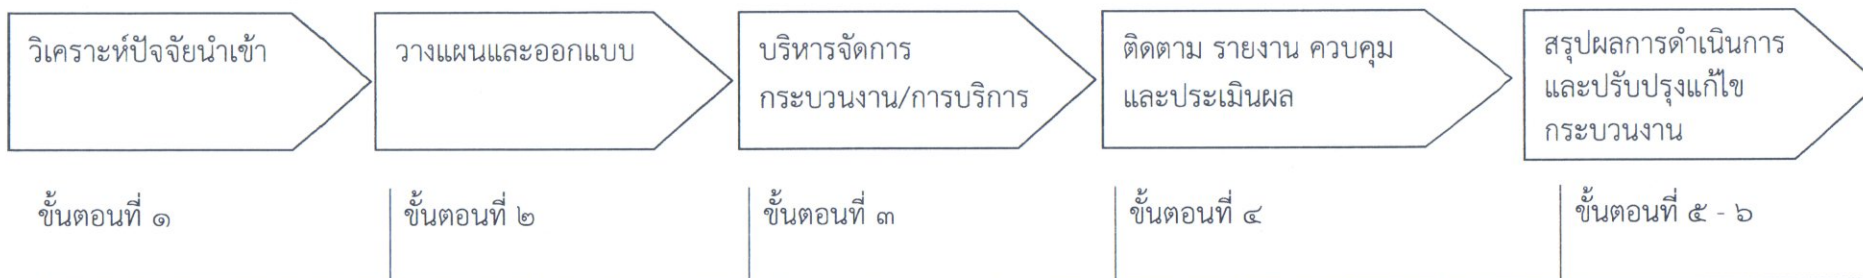 วิเคราะห์ปัจจัยนำเข้า
วางแผนและออกแบบ
บริหารจัดการ
กระบวนงาน/การบริการ
ติดตาม รายงาน ควบคุม
และประเมินผล
สรุปผลการดำเนินการ
และปรับปรุงแก้ไข
กระบวนงาน
ขั้นตอนที่ ๑
ขั้นตอนที่ ๒
ขั้นตอนที่ ๓
ขั้นตอนที่ ๔
ขั้นตอนที่ ๕ - ๖